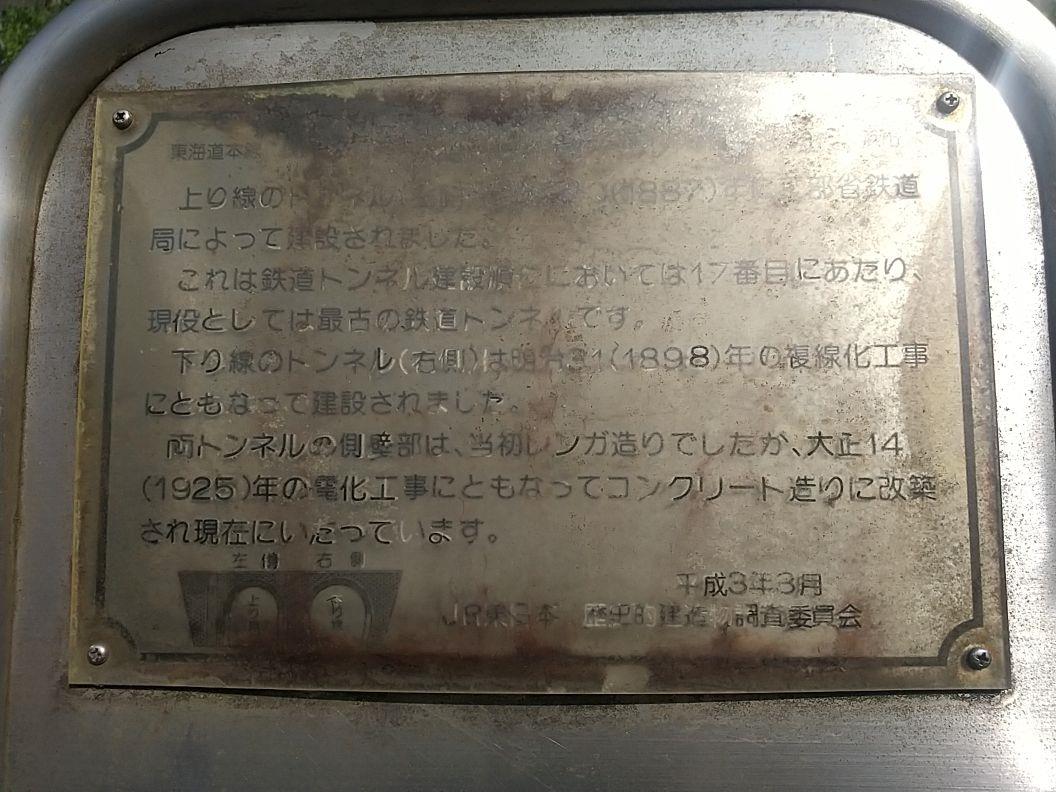 東海道本線
上り線のトンネル(1887)年に工部省鉄道
局によって建設されました。
これは鉄道トンネル建設順においては17番目にあたり、
現役としては最古の鉄道トンネルです。
下り線のトンネル(右側)は明治31(1898)年の複線化工事
にともなって建設されました。
両トンネルの側壁部は、当初レンガ造りでしたが、大正14
(1925)年の電化工事にともなってコンクリート造りに改築
され現在にいたっています。
左側 右側
上り線 下り線
平成3年3月
JR東日本 歴史的建造物調査委員会